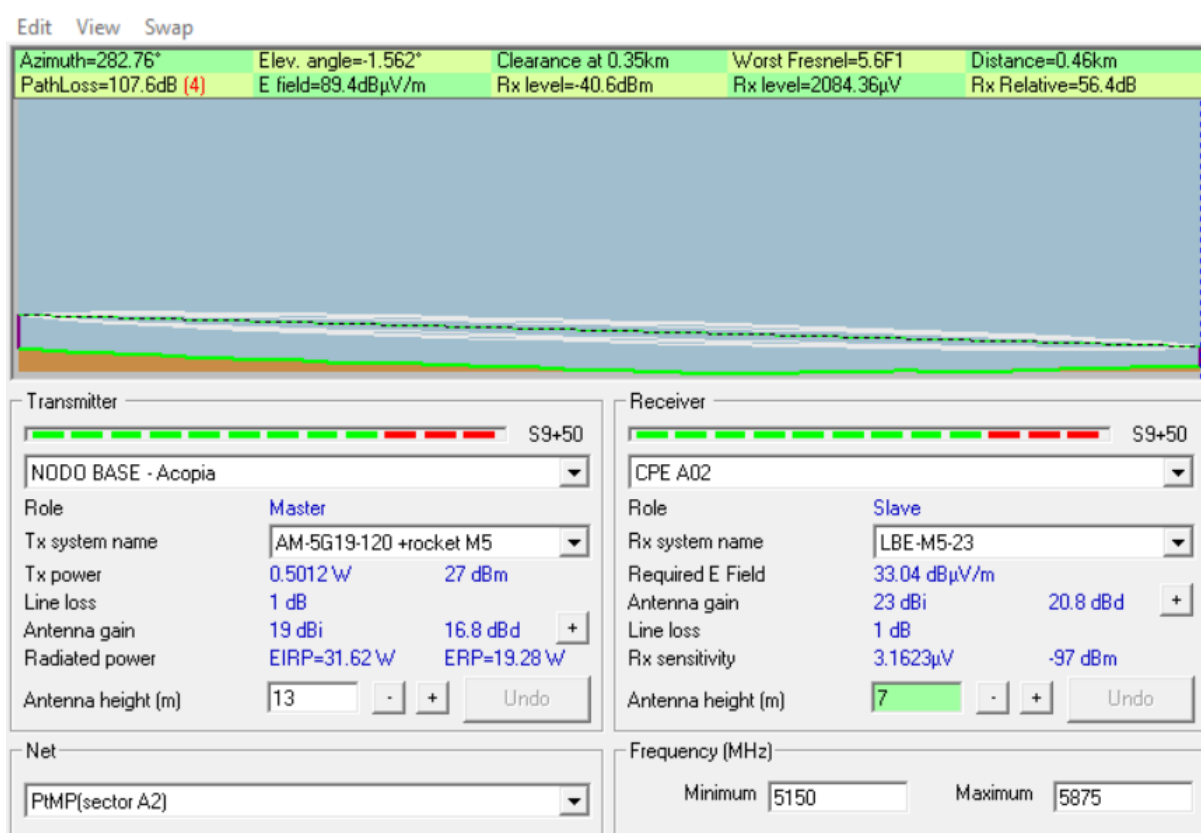 Edit View Swap
Azimuth=282.76° Elev. angle=-1.562° Clearance at 0.35km Worst Fresnel=5.6F1 Distance=0.46km
PathLoss=107.6dB (4) E field=89.4dBµV/m Rx level=-40.6dBm Rx level=2084.36µV Rx Relative=56.4dB
Transmitter
S9+50
NODO BASE - Acopia
Role Master
Tx system name AM-5G19-120 +rocket M5
Tx power 0.5012 W 27 dBm
Line loss 1 dB
Antenna gain 19 dBi 16.8 dBd +
Radiated power EIRP=31.62 W ERP=19.28 W
Antenna height (m) 13 - + Undo
Net
PtMP(sector A2)
Receiver
S9+50
CPE A02
Role Slave
Rx system name LBE-M5-23
Required E Field 33.04 dBµV/m
Antenna gain 23 dBi 20.8 dBd +
Line loss 1 dB
Rx sensitivity 3.1623µV -97 dBm
Antenna height (m) 7 - + Undo
Frequency (MHz)
Minimum 5150 Maximum 5875